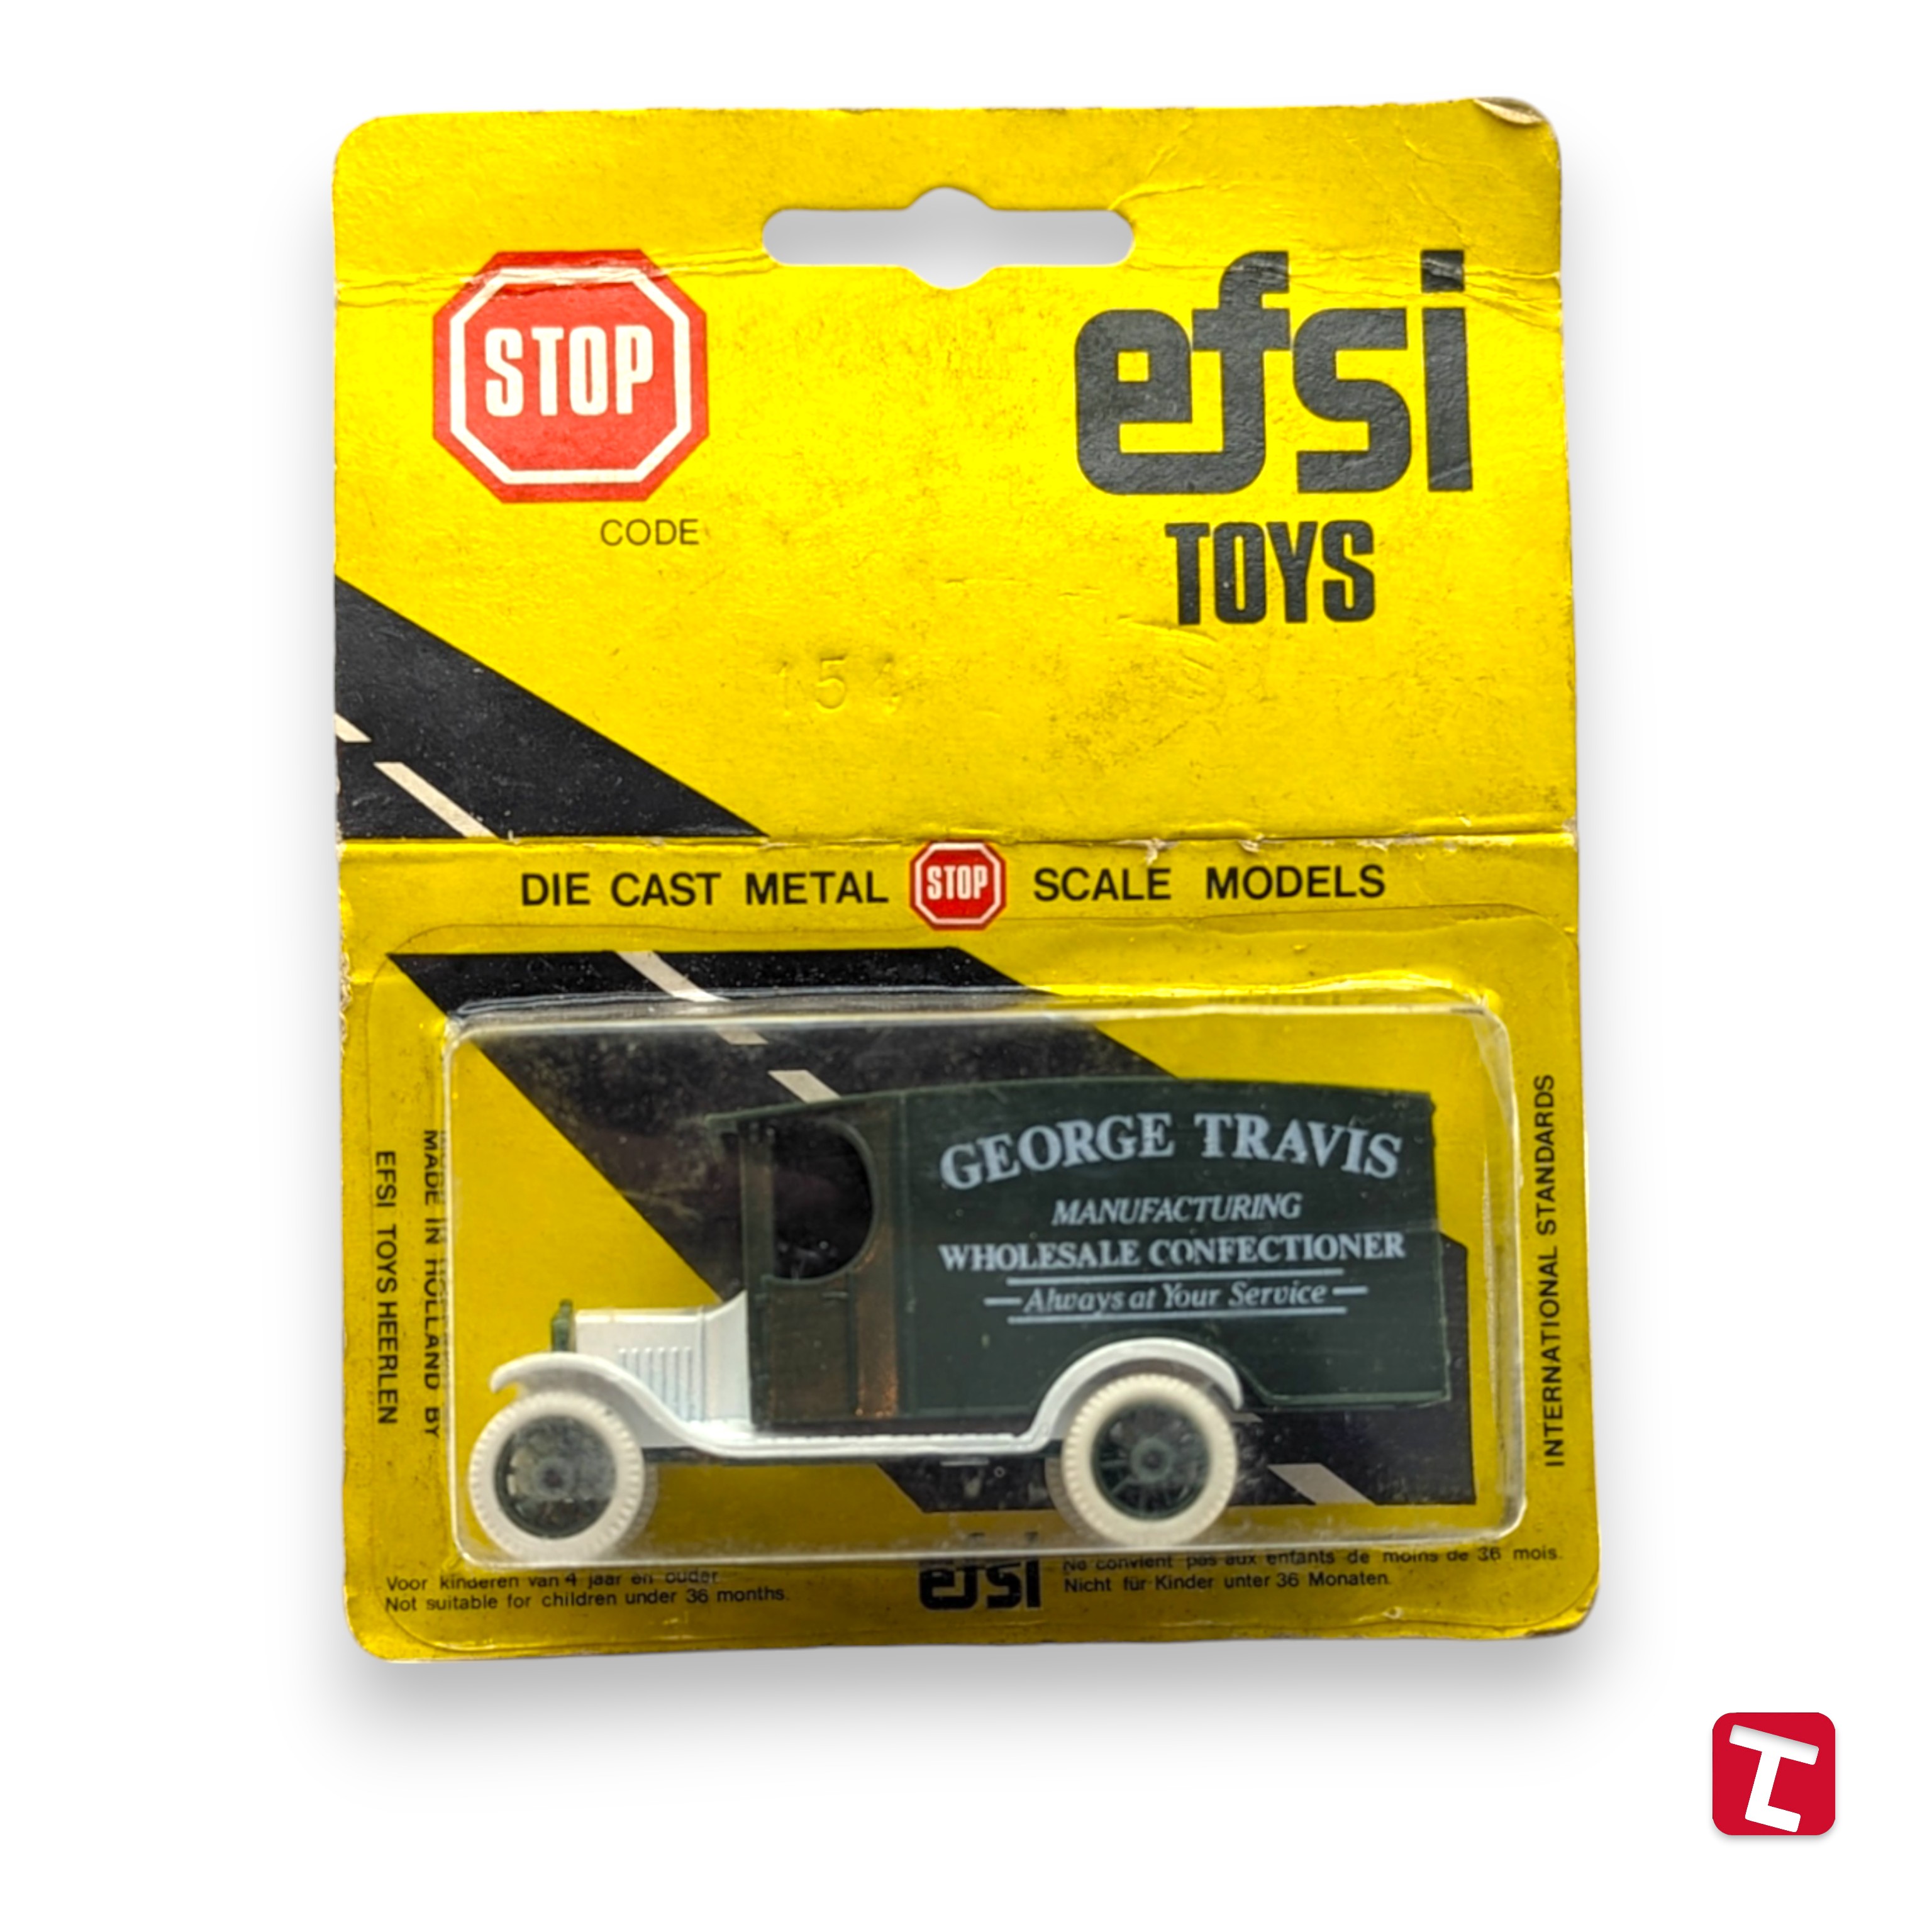 STOP
CODE
efsi
TOYS
DIE CAST METAL STOP SCALE MODELS
GEORGE TRAVIS
MANUFACTURING
WHOLESALE CONFECTIONER
Always at Your Service
MADE IN HOLLAND BY
EFSI TOYS HEERLEN
INTERNATIONAL STANDARDS
Voor kinderen van 4 jaar en ouder
Not suitable for children under 36 months.
efsi
Ne convient pas aux enfants de moins de 36 mois.
Nicht für Kinder unter 36 Monaten.